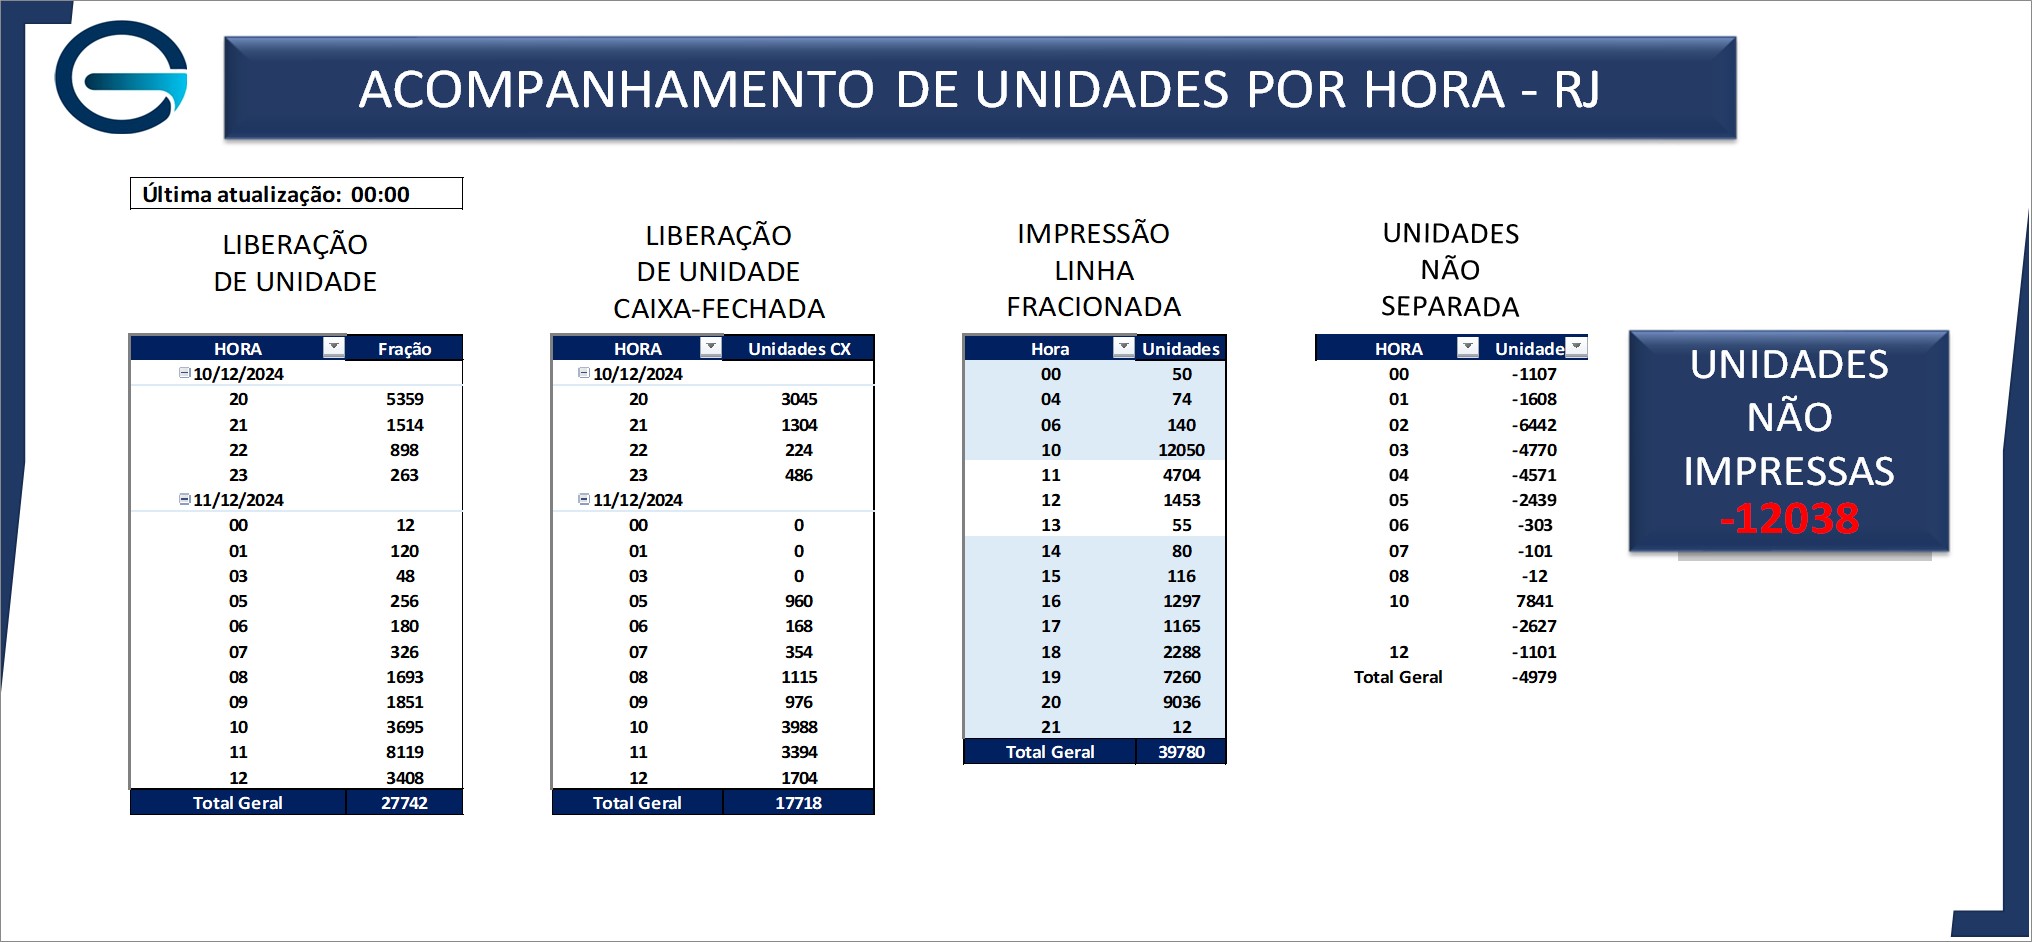 ACOMPANHAMENTO DE UNIDADES POR HORA - RJ
Última atualização: 00:00
LIBERAÇÃO
DE UNIDADE
HORA Fração
10/12/2024
20 5359
21 1514
22 898
23 263
11/12/2024
00 12
01 120
03 48
05 256
06 180
07 326
08 1693
09 1851
10 3695
11 8119
12 3408
Total Geral 27742
LIBERAÇÃO
DE UNIDADE
CAIXA-FECHADA
HORA Unidades CX
10/12/2024
20 3045
21 1304
22 224
23 486
11/12/2024
00 0
01 0
03 0
05 960
06 168
07 354
08 1115
09 976
10 3988
11 3394
12 1704
Total Geral 17718
IMPRESSÃO
LINHA
FRACIONADA
Hora Unidades
00 50
04 74
06 140
10 12050
11 4704
12 1453
13 55
14 80
15 116
16 1297
17 1165
18 2288
19 7260
20 9036
21 12
Total Geral 39780
UNIDADES
NÃO
SEPARADA
HORA Unidade
00 -1107
01 -1608
02 -6442
03 -4770
04 -4571
05 -2439
06 -303
07 -101
08 -12
10 7841
-2627
12 -1101
Total Geral -4979
UNIDADES
NÃO
IMPRESSAS
-12038